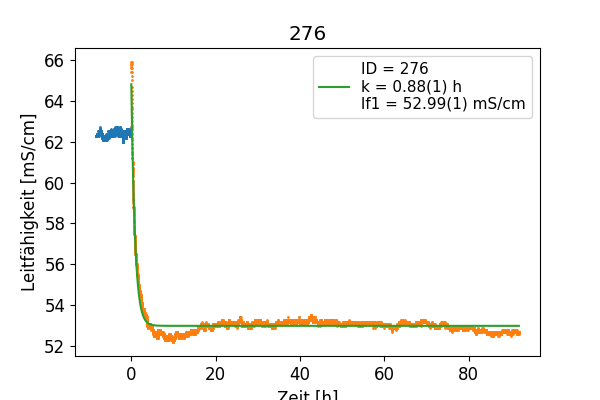 276
ID = 276
k = 0.88(1) h
lf1 = 52.99(1) mS/cm
Leitfähigkeit [mS/cm]
66
64
62
60
58
56
54
52
0
20
40
60
80
Zeit [h]